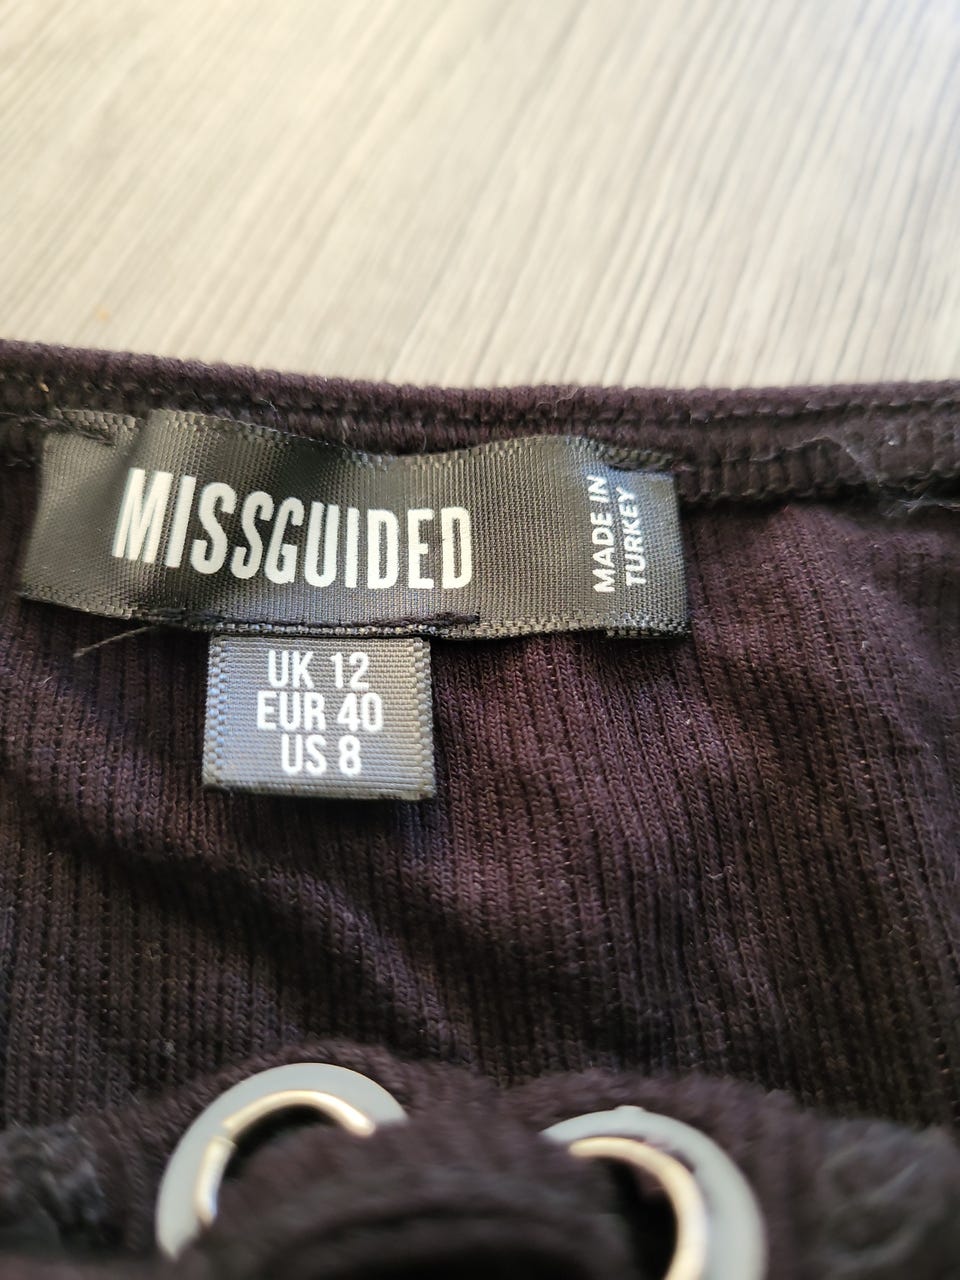 MISSGUIDED
MADE IN
TURKEY
UK 12
EUR 40
US 8